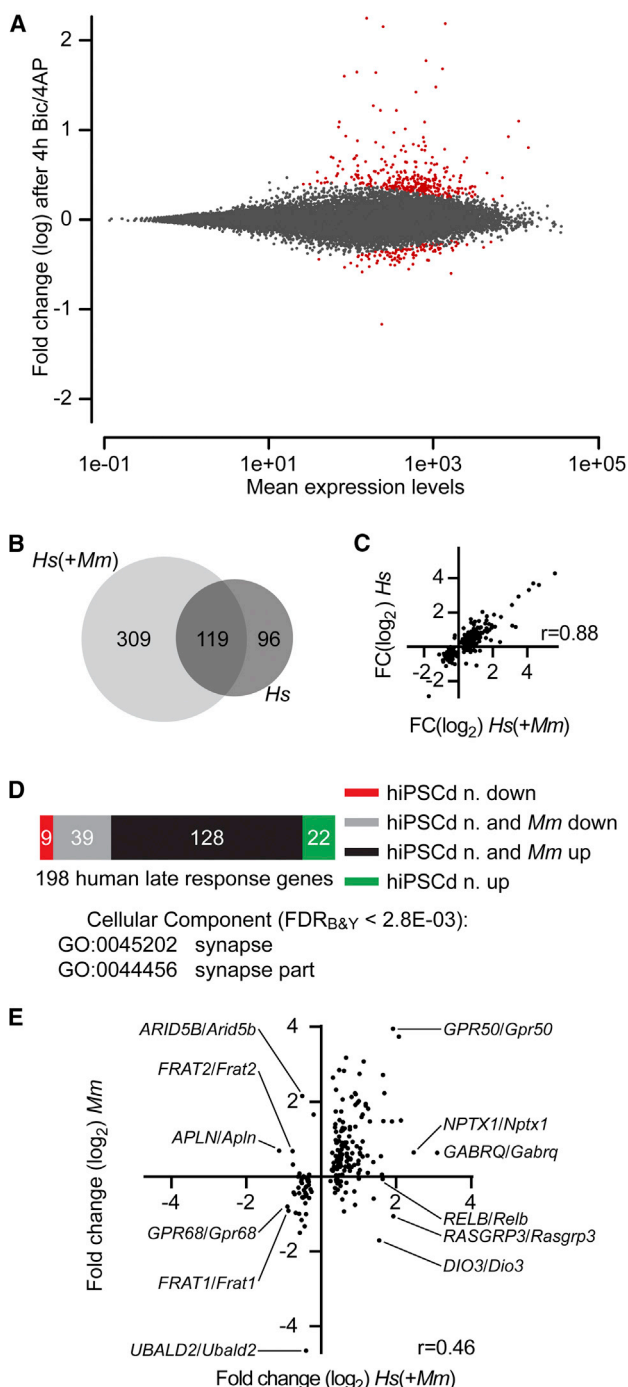 A
Fold change (log) after 4h Bic/4AP
2
1
0
-1
-2
1e-01 1e+01 1e+03 1e+05
Mean expression levels
B
Hs(+Mm)
309 119 96
Hs
C
FC(log2) Hs
4
2
r=0.88
-2 2 4
-2
FC(log2) Hs(+Mm)
D
9 39 128 22
198 human late response genes
hiPSCd n. down
hiPSCd n. and Mm down
hiPSCd n. and Mm up
hiPSCd n. up
Cellular Component (FDRB&Y < 2.8E-03):
GO:0045202 synapse
GO:0044456 synapse part
E
Fold change (log2) Mm
ARID5B/Arid5b 4 GPR50/Gpr50
FRAT2/Frat2
2
APLN/Apln NPTX1/Nptx1
GABRQ/Gabrq
-4 -2 2 4
GPR68/Gpr68 RELB/Relb
RASGRP3/Rasgrp3
-2 DIO3/Dio3
FRAT1/Frat1
-4
UBALD2/Ubald2 r=0.46
Fold change (log2) Hs(+Mm)